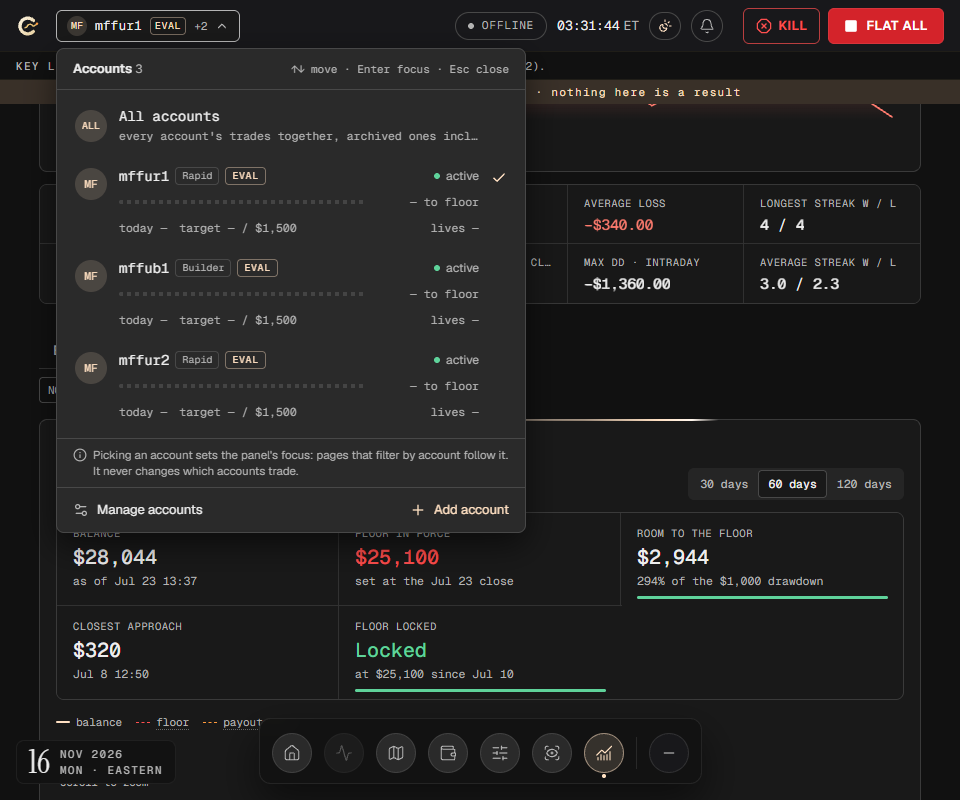 MF mffur1 EVAL +2
OFFLINE
03:31:44 ET
KILL
FLAT ALL
KEY L
2).
· nothing here is a result
Accounts 3
move · Enter focus · Esc close
ALL
All accounts
every account's trades together, archived ones incl…
MF
mffur1 Rapid EVAL
active
— to floor
today — target — / $1,500
lives —
MF
mffub1 Builder EVAL
active
— to floor
today — target — / $1,500
lives —
MF
mffur2 Rapid EVAL
active
— to floor
today — target — / $1,500
lives —
Picking an account sets the panel's focus: pages that filter by account follow it.
It never changes which accounts trade.
Manage accounts
Add account
AVERAGE LOSS
−$340.00
LONGEST STREAK W / L
4 / 4
CL…
MAX DD · INTRADAY
−$1,360.00
AVERAGE STREAK W / L
3.0 / 2.3
30 days
60 days
120 days
BALANCE
$28,044
as of Jul 23 13:37
FLOOR IN FORCE
$25,100
set at the Jul 23 close
ROOM TO THE FLOOR
$2,944
294% of the $1,000 drawdown
CLOSEST APPROACH
$320
Jul 8 12:50
FLOOR LOCKED
Locked
at $25,100 since Jul 10
balance
floor
payout
16
NOV 2026
MON · EASTERN